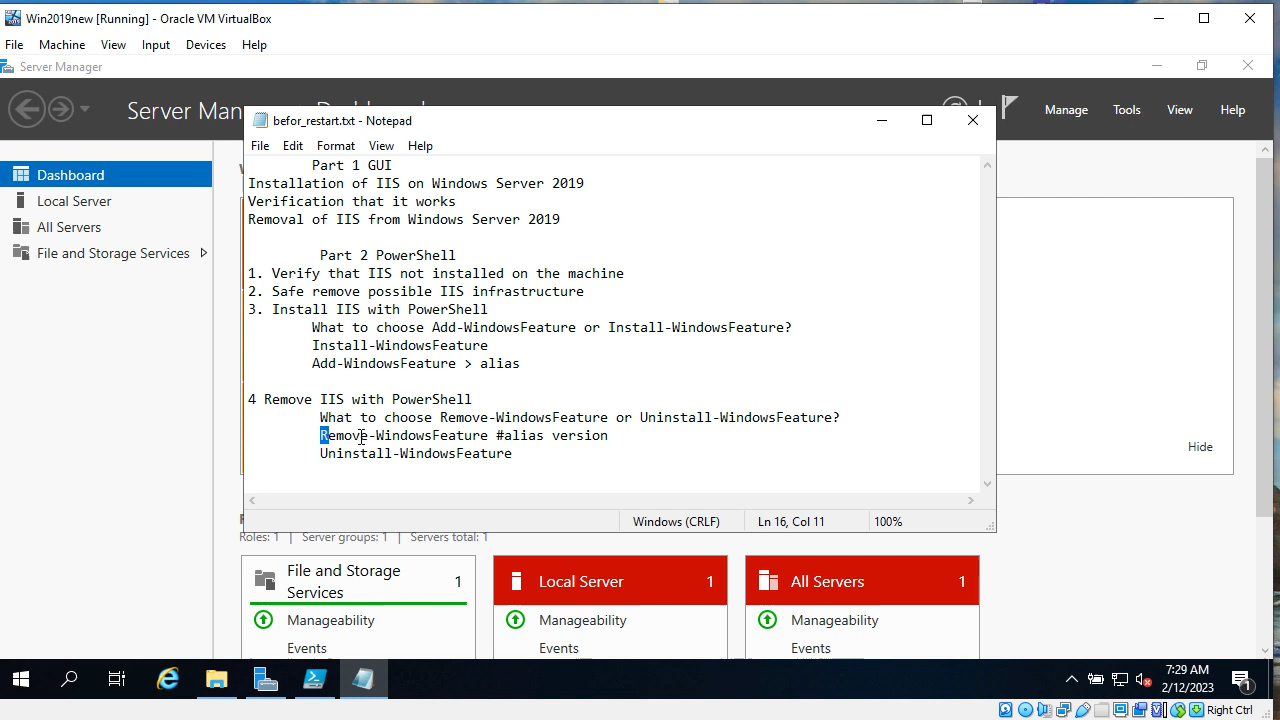 Win2019new [Running] - Oracle VM VirtualBox
File Machine View Input Devices Help
Server Manager
Dashboard
Manage Tools View Help
befor_restart.txt - Notepad
File Edit Format View Help
Dashboard
Local Server
All Servers
File and Storage Services
Part 1 GUI
Installation of IIS on Windows Server 2019
Verification that it works
Removal of IIS from Windows Server 2019
Part 2 PowerShell
1. Verify that IIS not installed on the machine
2. Safe remove possible IIS infrastructure
3. Install IIS with PowerShell
What to choose Add-WindowsFeature or Install-WindowsFeature?
Install-WindowsFeature
Add-WindowsFeature > alias
4 Remove IIS with PowerShell
What to choose Remove-WindowsFeature or Uninstall-WindowsFeature?
Remove-WindowsFeature #alias version
Uninstall-WindowsFeature
Hide
Windows (CRLF) Ln 16, Col 11 100%
Roles: 1 | Server groups: 1 | Servers total: 1
File and Storage
Services
1
Manageability
Events
Local Server 1
Manageability
Events
All Servers 1
Manageability
Events
7:29 AM
2/12/2023
1
Right Ctrl